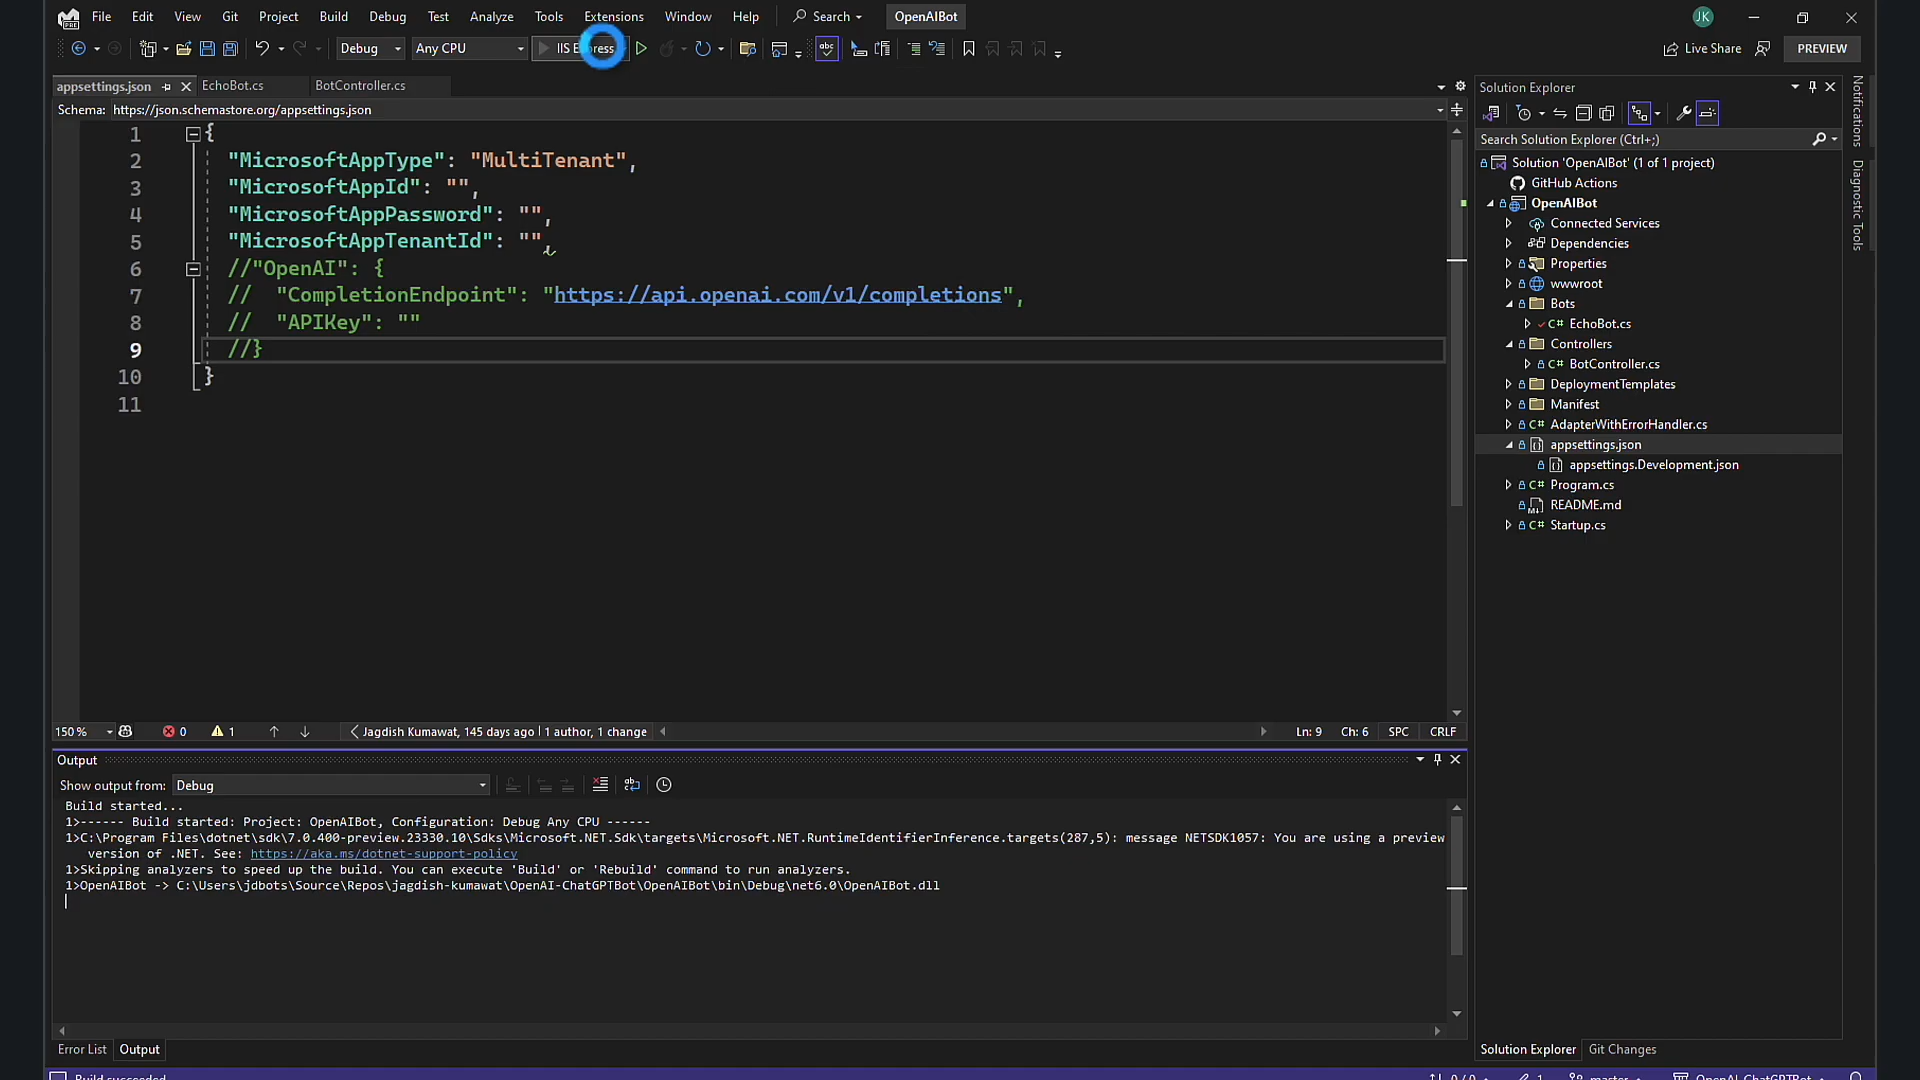 File Edit View Git Project Build Debug Test Analyze Tools Extensions Window Help Search OpenAIBot JK
Debug Any CPU IIS Express Live Share PREVIEW
appsettings.json EchoBot.cs BotController.cs
Schema: https://json.schemastore.org/appsettings.json
1 {
2 "MicrosoftAppType": "MultiTenant",
3 "MicrosoftAppId": "",
4 "MicrosoftAppPassword": "",
5 "MicrosoftAppTenantId": "",
6 //"OpenAI": {
7 // "CompletionEndpoint": "https://api.openai.com/v1/completions",
8 // "APIKey": ""
9 //}
10 }
11
150 % 0 1 Jagdish Kumawat, 145 days ago | 1 author, 1 change Ln: 9 Ch: 6 SPC CRLF
Output
Show output from: Debug
Build started...
1>------ Build started: Project: OpenAIBot, Configuration: Debug Any CPU ------
1>C:\Program Files\dotnet\sdk\7.0.400-preview.23330.10\Sdks\Microsoft.NET.Sdk\targets\Microsoft.NET.RuntimeIdentifierInference.targets(287,5): message NETSDK1057: You are using a preview
version of .NET. See: https://aka.ms/dotnet-support-policy
1>Skipping analyzers to speed up the build. You can execute 'Build' or 'Rebuild' command to run analyzers.
1>OpenAIBot -> C:\Users\jdbots\Source\Repos\jagdish-kumawat\OpenAI-ChatGPTBot\OpenAIBot\bin\Debug\net6.0\OpenAIBot.dll
Error List Output
Solution Explorer
Search Solution Explorer (Ctrl+;)
Solution 'OpenAIBot' (1 of 1 project)
GitHub Actions
OpenAIBot
Connected Services
Dependencies
Properties
wwwroot
Bots
C# EchoBot.cs
Controllers
C# BotController.cs
DeploymentTemplates
Manifest
C# AdapterWithErrorHandler.cs
appsettings.json
appsettings.Development.json
C# Program.cs
README.md
C# Startup.cs
Solution Explorer Git Changes
Notifications
Diagnostic Tools
Build succeeded 0 / 0 1 master OpenAI-ChatGPTBot